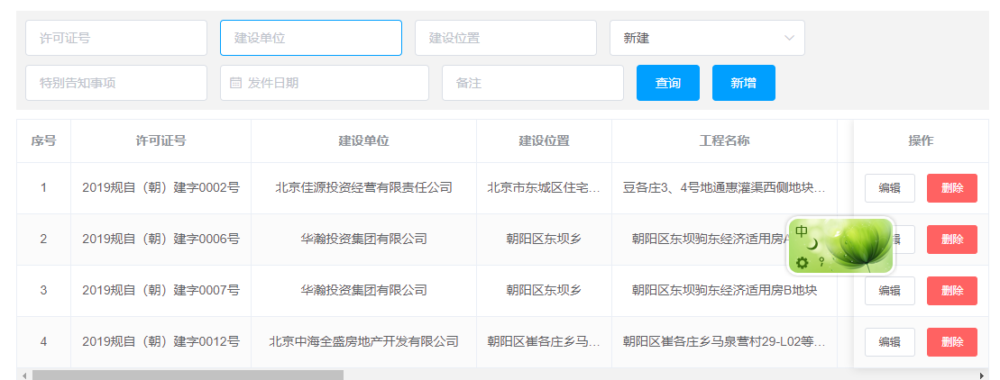 许可证号 建设单位 建设位置 新建
特别告知事项 发件日期 备注 查询 新增
序号 许可证号 建设单位 建设位置 工程名称 操作
1 2019规自（朝）建字0002号 北京佳源投资经营有限责任公司 北京市东城区住宅... 豆各庄3、4号地通惠灌渠西侧地块... 编辑 删除
2 2019规自（朝）建字0006号 华瀚投资集团有限公司 朝阳区东坝乡 朝阳区东坝驹东经济适用房A 中 辑 删除
3 2019规自（朝）建字0007号 华瀚投资集团有限公司 朝阳区东坝乡 朝阳区东坝驹东经济适用房B地块 编辑 删除
4 2019规自（朝）建字0012号 北京中海全盛房地产开发有限公司 朝阳区崔各庄乡马... 朝阳区崔各庄乡马泉营村29-L02等... 编辑 删除